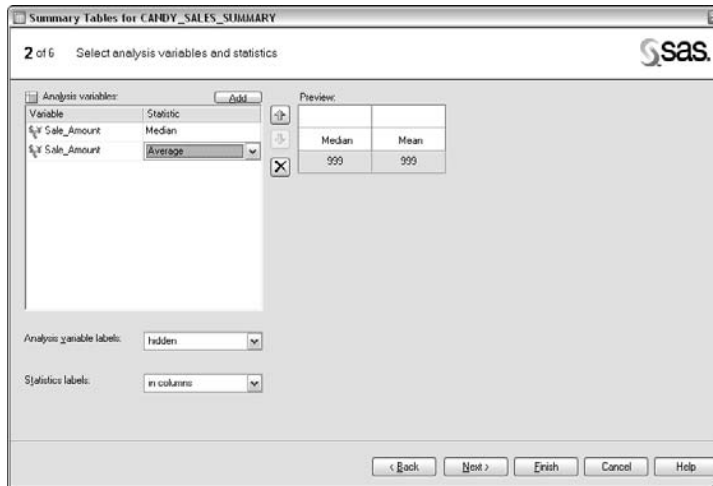 Summary Tables for CANDY_SALES_SUMMARY
2 of 6 Select analysis variables and statistics
sas.
Analysis variables: Add
Variable Statistic
Sale_Amount Median
Sale_Amount Average
Preview:
Median Mean
999 999
Analysis variable labels: hidden
Statistics labels: in columns
< Back Next > Finish Cancel Help